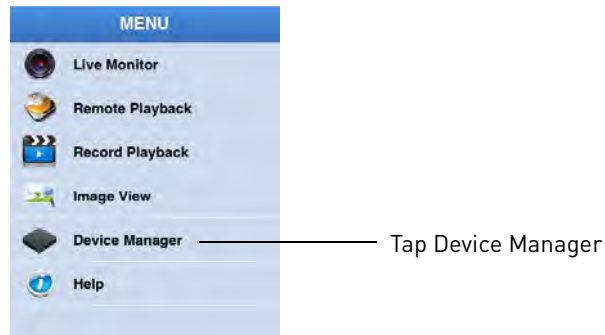 MENU
Live Monitor
Remote Playback
Record Playback
Image View
Device Manager
Tap Device Manager
Help